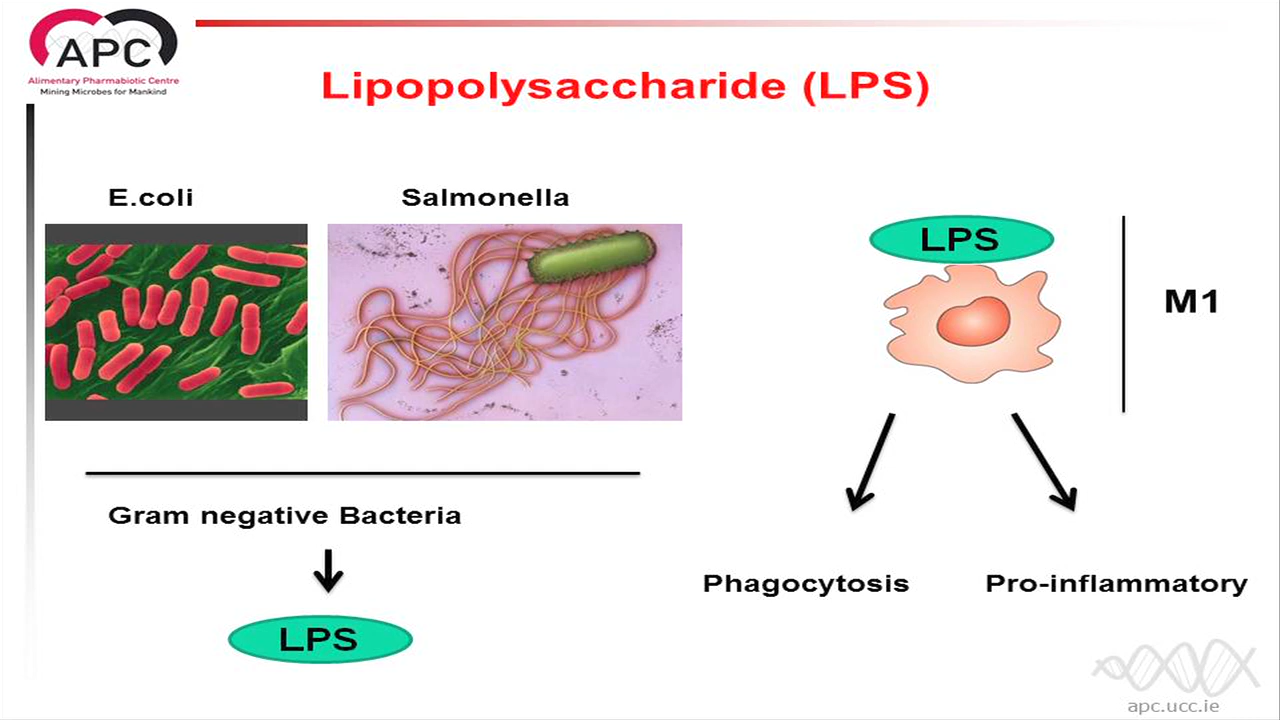 APC
Alimentary Pharmabiotic Centre
Mining Microbes for Mankind
Lipopolysaccharide (LPS)
E.coli
Salmonella
LPS
M1
Gram negative Bacteria
LPS
Phagocytosis
Pro-inflammatory
apc.ucc.ie